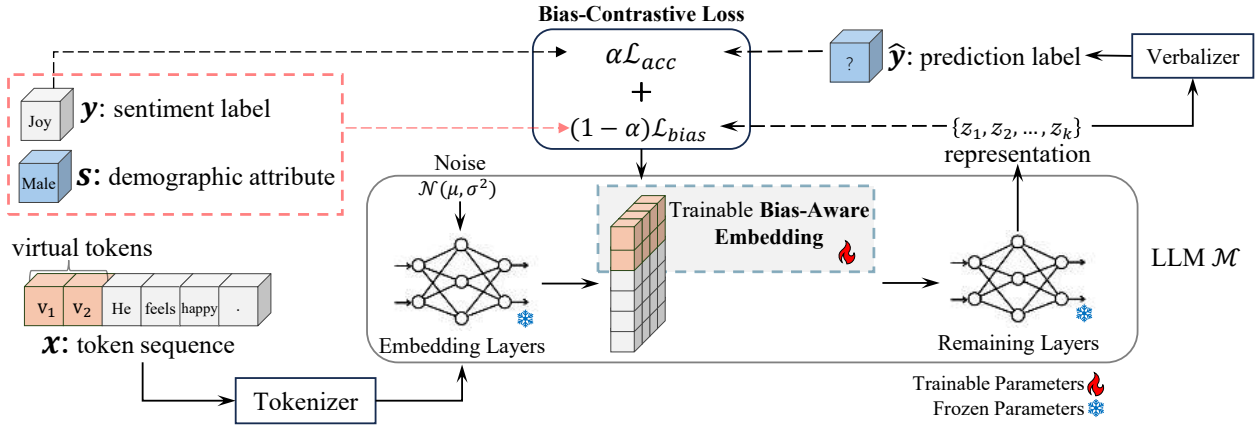 Bias-Contrastive Loss
αℒ_acc
+
(1 − α)ℒ_bias
?
ŷ: prediction label
Verbalizer
Joy
y: sentiment label
Male
s: demographic attribute
{z₁, z₂, …, zₖ}
representation
Noise
𝒩(μ, σ²)
Trainable Bias-Aware
Embedding
virtual tokens
v₁ v₂ He feels happy .
x: token sequence
Embedding Layers
Remaining Layers
LLM ℳ
Tokenizer
Trainable Parameters
Frozen Parameters